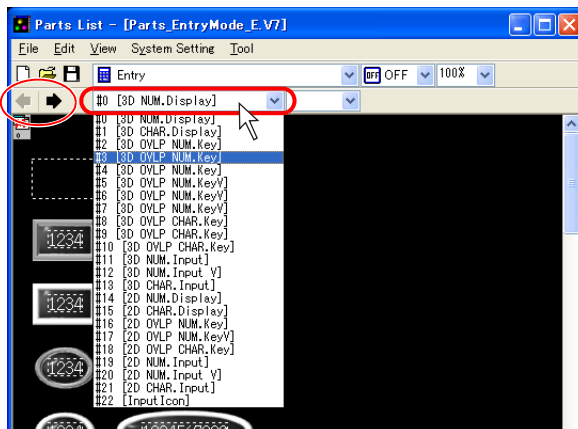 Parts List - [Parts_EntryMode_E.V7]
File Edit View System Setting Tool
Entry OFF OFF 100%
#0 [3D NUM.Display]
#0 [3D NUM.Display]
#1 [3D CHAR.Display]
#2 [3D OVLP NUM.Key]
#3 [3D OVLP NUM.Key]
#4 [3D OVLP NUM.Key]
#5 [3D OVLP NUM.KeyV]
#6 [3D OVLP NUM.KeyV]
#7 [3D OVLP NUM.KeyV]
#8 [3D OVLP CHAR.Key]
#9 [3D OVLP CHAR.Key]
#10 [3D OVLP CHAR.Key]
#11 [3D NUM.Input]
#12 [3D NUM.Input V]
#13 [3D CHAR.Input]
#14 [2D NUM.Display]
#15 [2D CHAR.Display]
#16 [2D OVLP NUM.Key]
#17 [2D OVLP NUM.KeyV]
#18 [2D OVLP CHAR.Key]
#19 [2D NUM.Input]
#20 [2D NUM.Input V]
#21 [2D CHAR.Input]
#22 [InputIcon]
1234
1234
1234